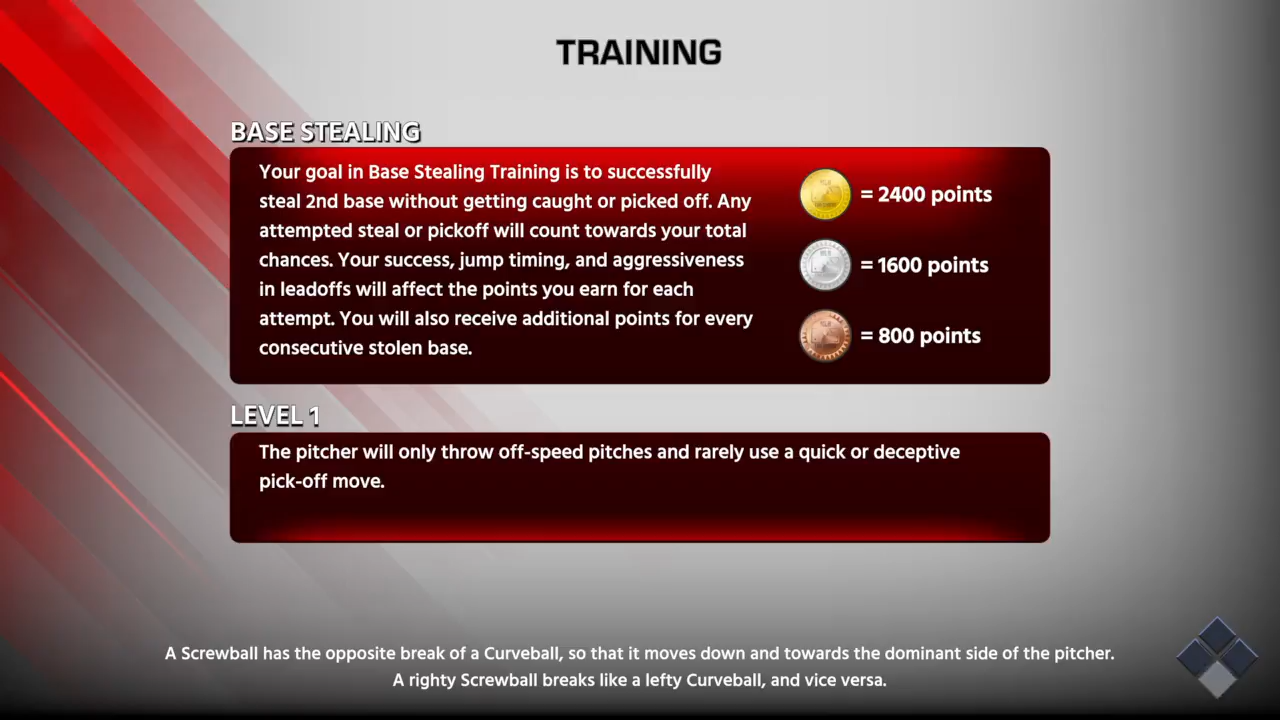 TRAINING
BASE STEALING
Your goal in Base Stealing Training is to successfully
steal 2nd base without getting caught or picked off. Any
attempted steal or pickoff will count towards your total
chances. Your success, jump timing, and aggressiveness
in leadoffs will affect the points you earn for each
attempt. You will also receive additional points for every
consecutive stolen base.
= 2400 points
= 1600 points
= 800 points
LEVEL 1
The pitcher will only throw off-speed pitches and rarely use a quick or deceptive
pick-off move.
A Screwball has the opposite break of a Curveball, so that it moves down and towards the dominant side of the pitcher.
A righty Screwball breaks like a lefty Curveball, and vice versa.